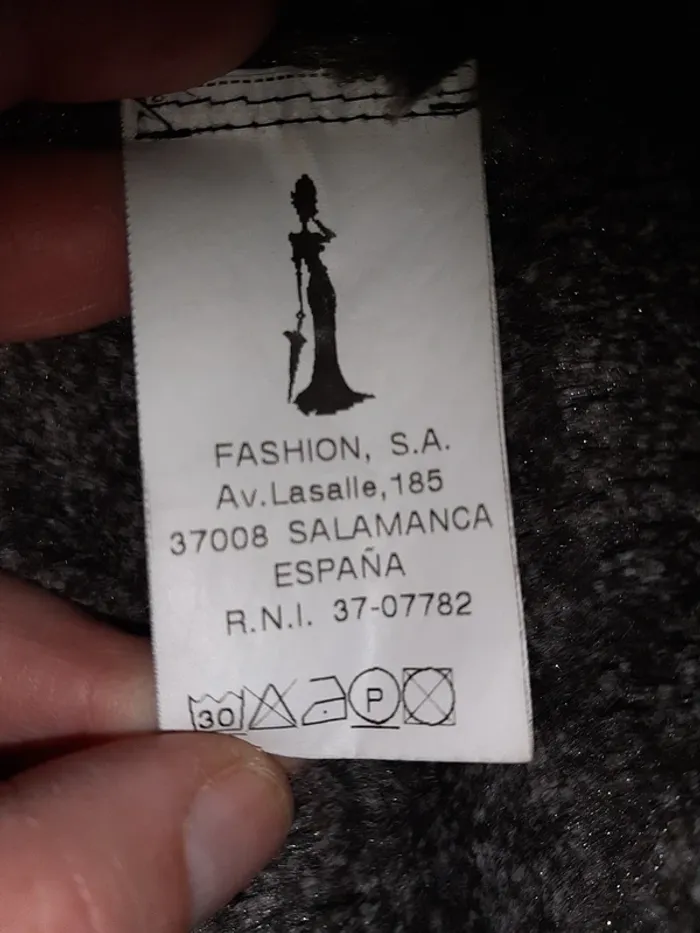 FASHION, S.A.
Av.Lasalle,185
37008 SALAMANCA
ESPAÑA
R.N.I. 37-07782
30 P